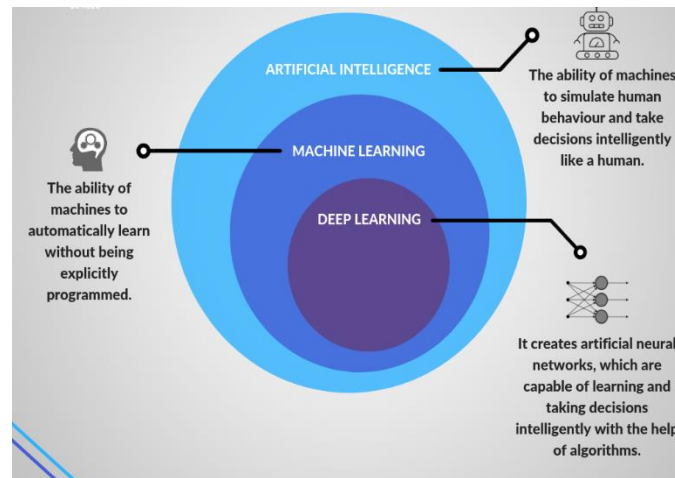 ARTIFICIAL INTELLIGENCE
The ability of machines
to simulate human
behaviour and take
decisions intelligently
like a human.
MACHINE LEARNING
The ability of
machines to
automatically learn
without being
explicitly
programmed.
DEEP LEARNING
It creates artificial neural
networks, which are
capable of learning and
taking decisions
intelligently with the help
of algorithms.